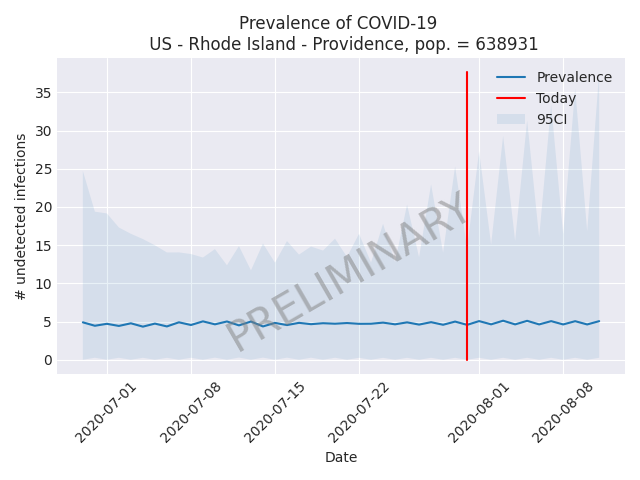 Prevalence of COVID-19
US - Rhode Island - Providence, pop. = 638931
Prevalence
Today
95CI
# undetected infections
35
30
25
20
15
10
5
0
PRELIMINARY
2020-07-01
2020-07-08
2020-07-15
2020-07-22
2020-08-01
2020-08-08
Date